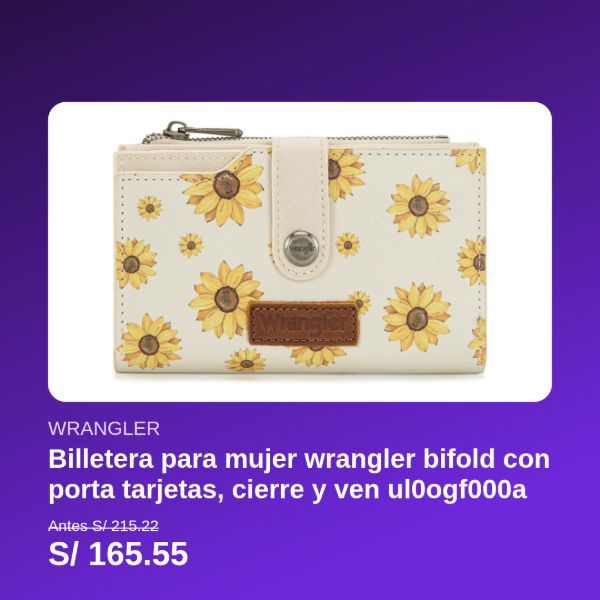 Wrangler
WRANGLER
Billetera para mujer wrangler bifold con
porta tarjetas, cierre y ven ul0ogf000a
Antes S/ 215.22
S/ 165.55